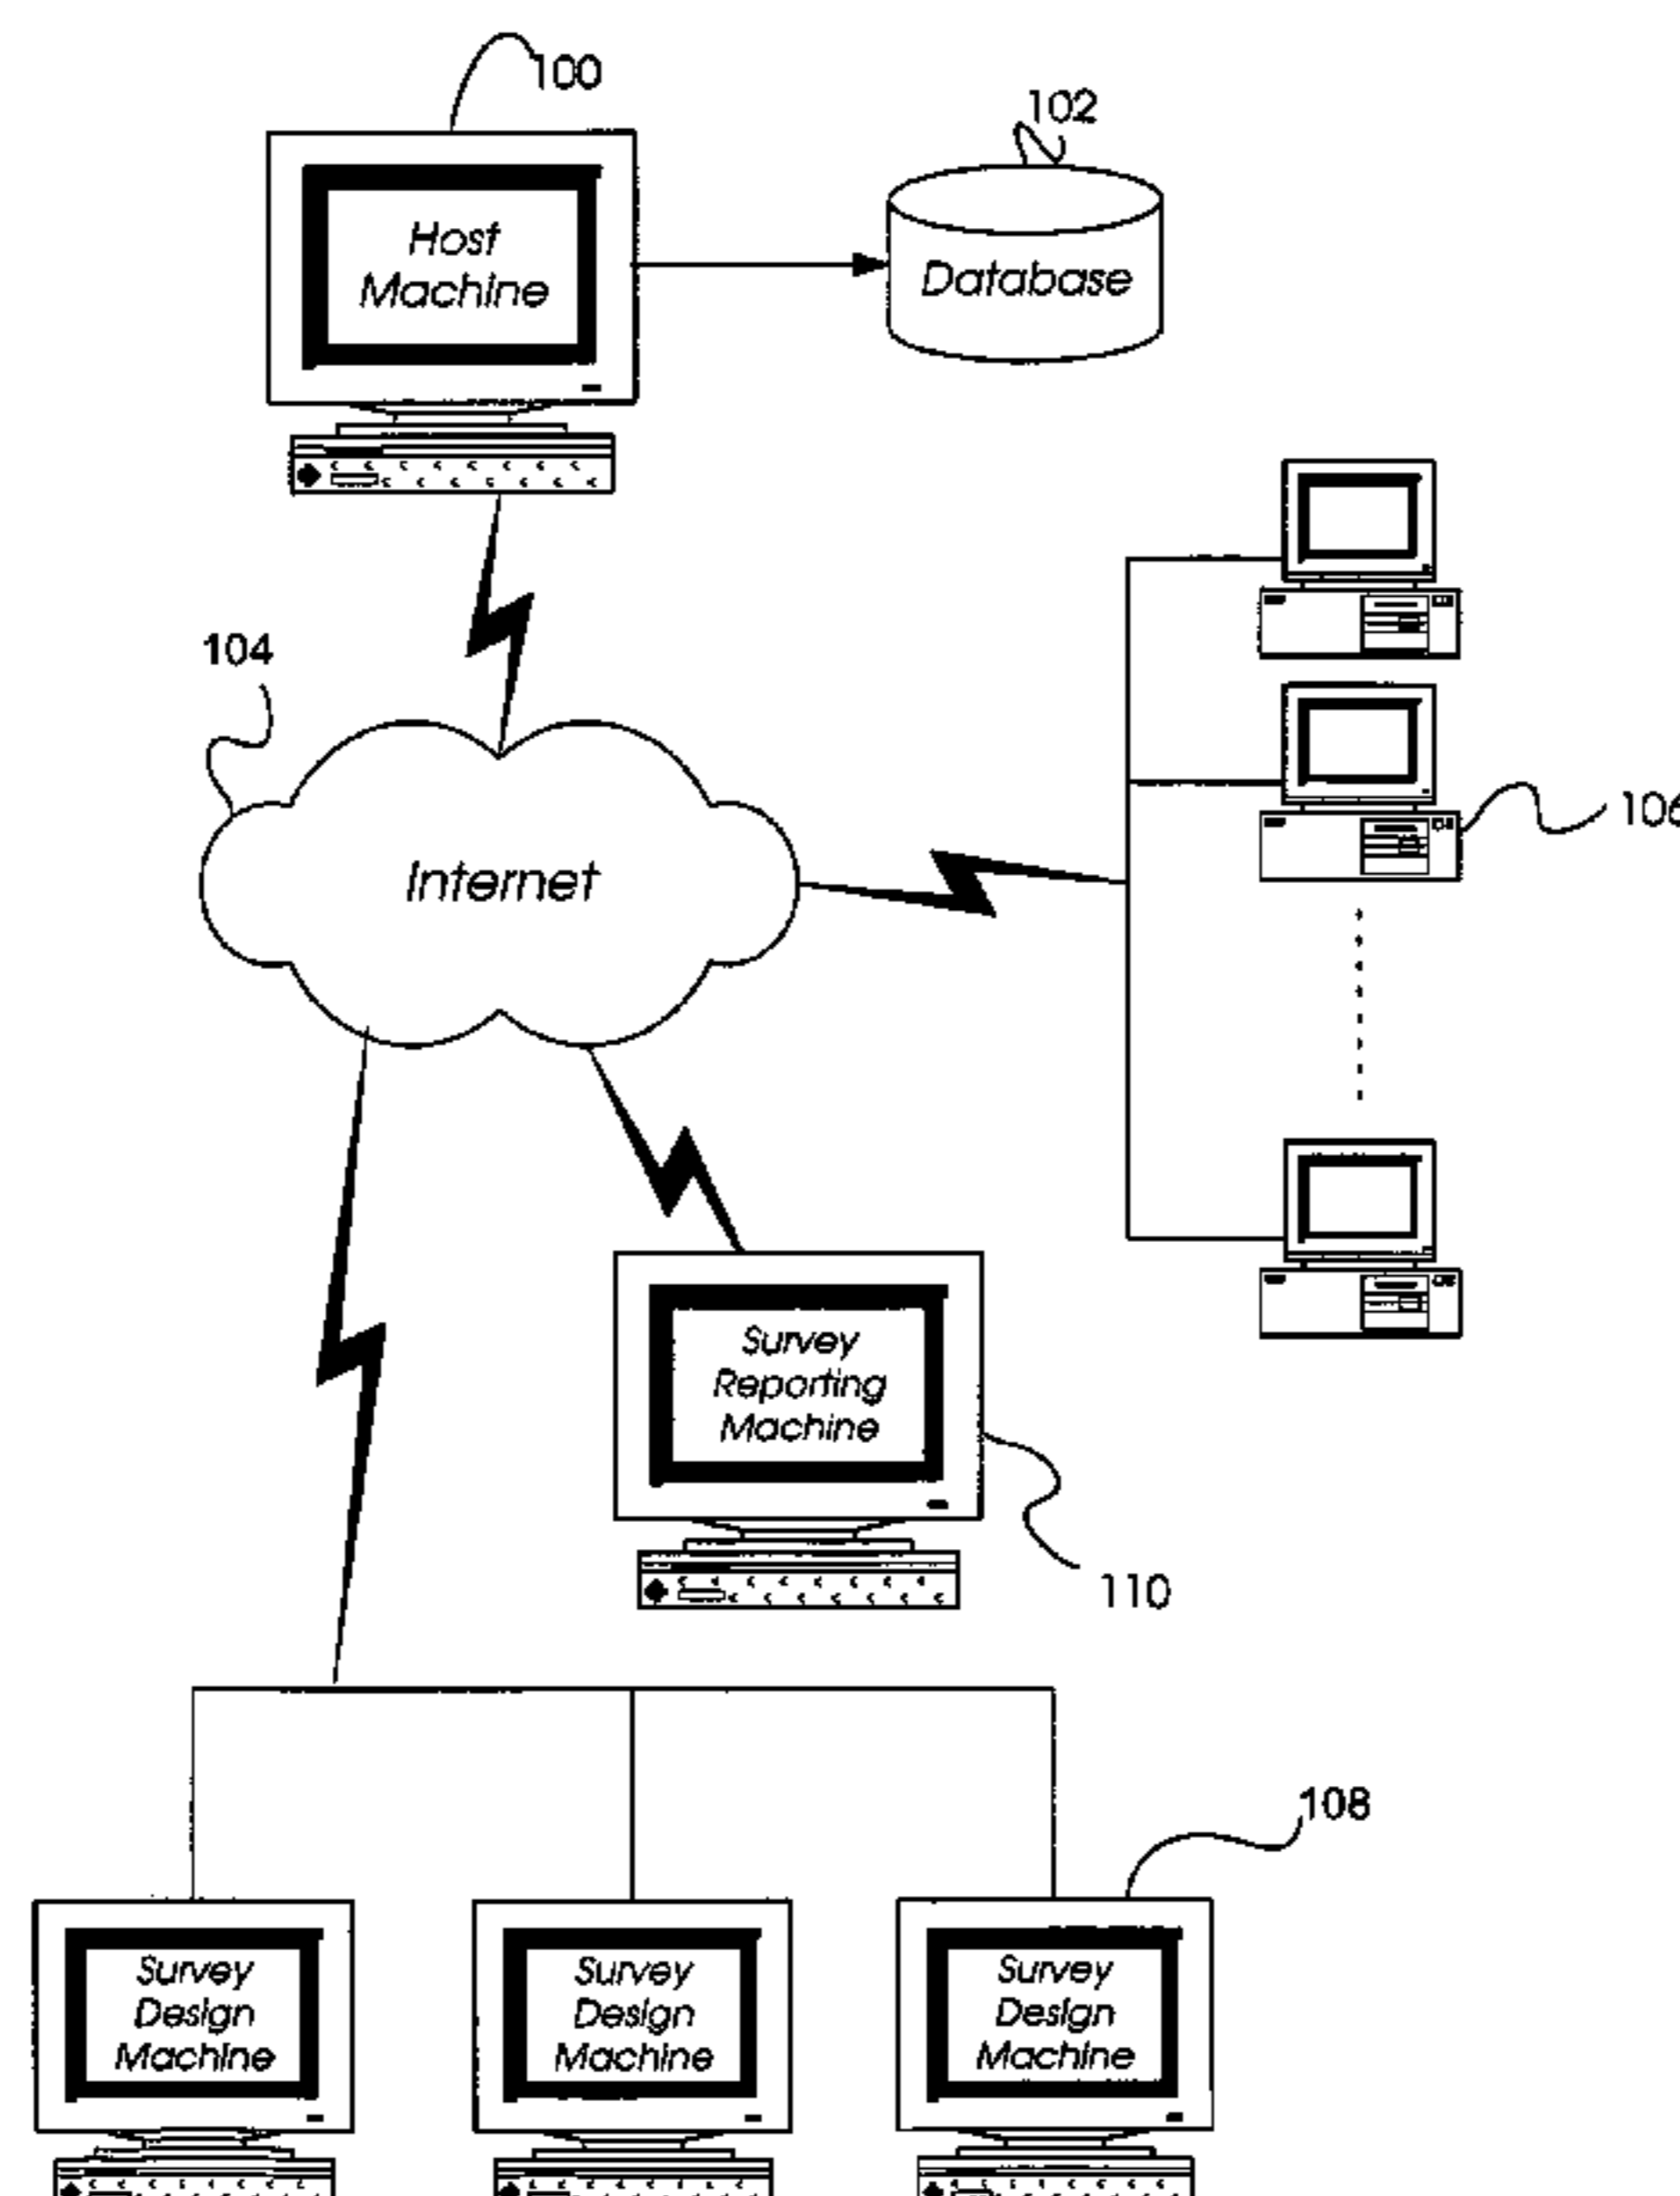 100
102
Host
Machine
Database
104
106
Internet
Survey
Reporting
Machine
110
108
Survey
Design
Machine
Survey
Design
Machine
Survey
Design
Machine